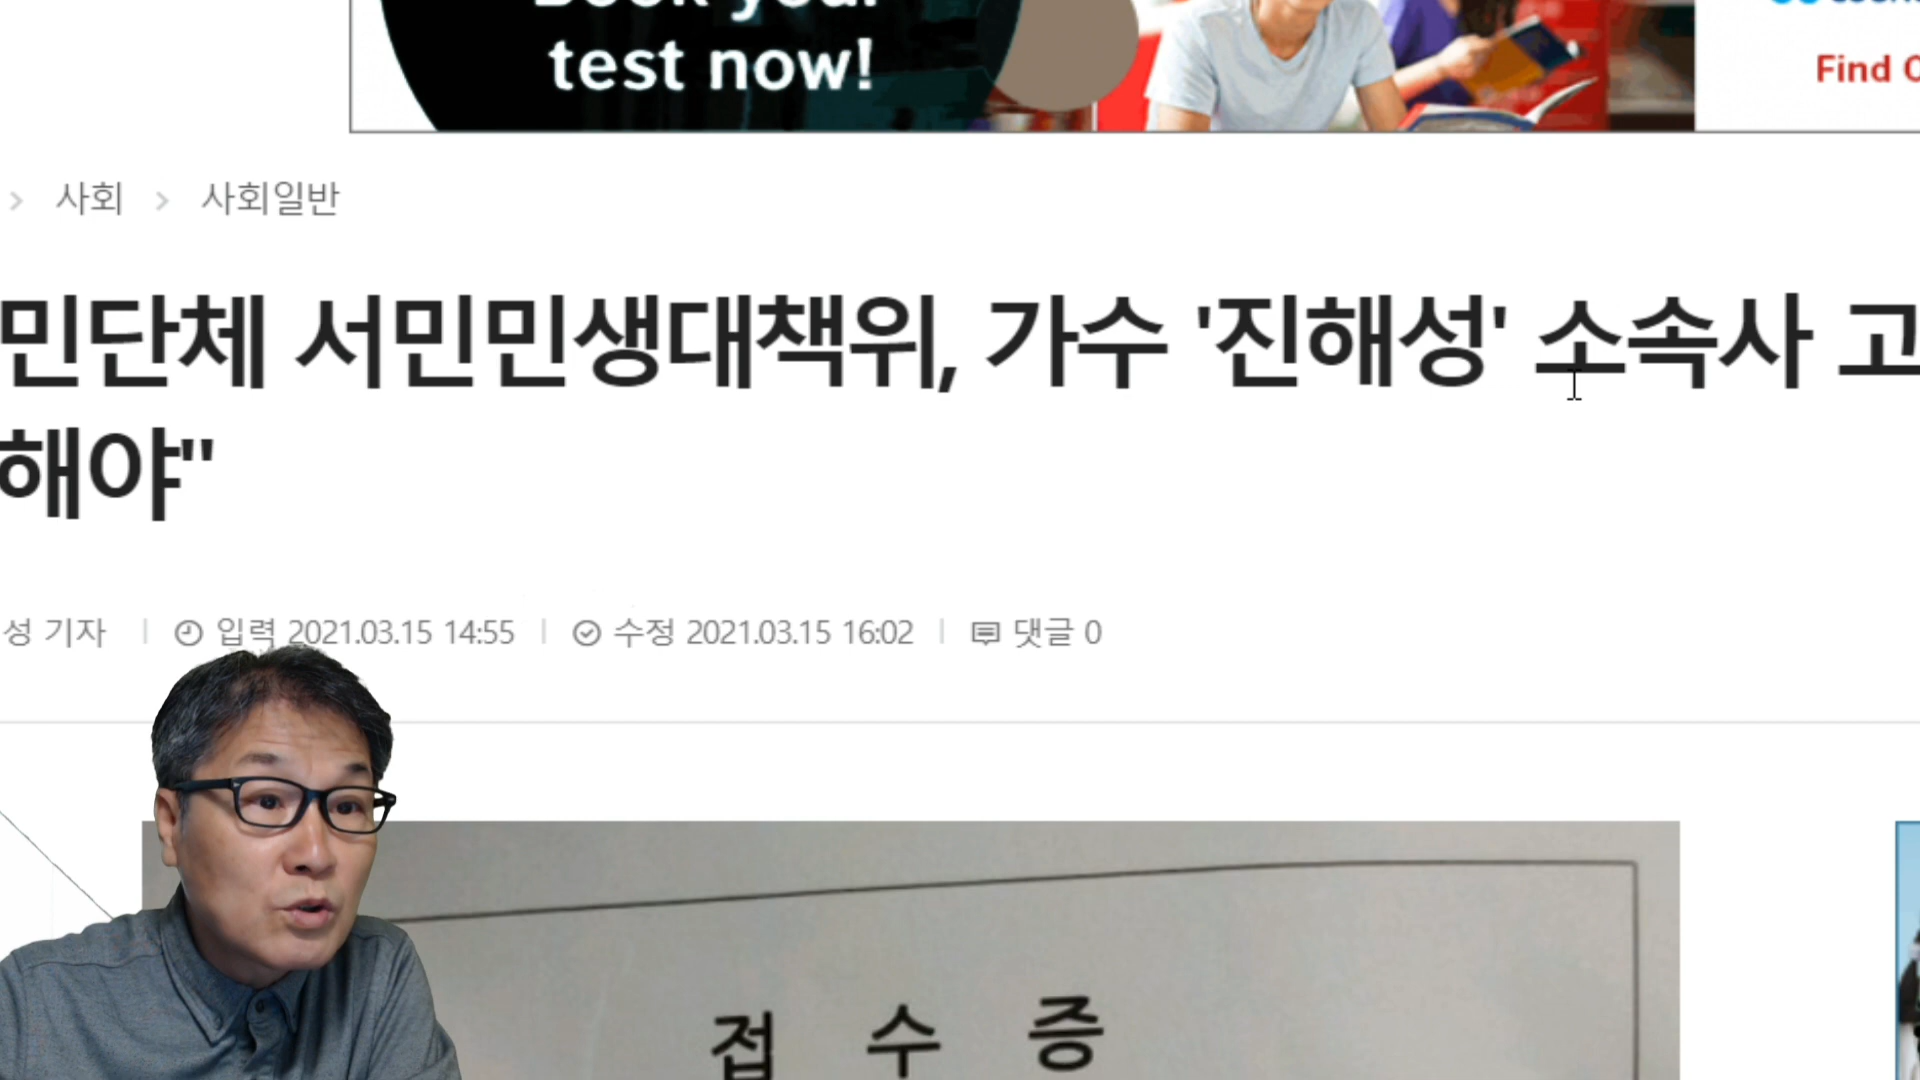 Book your
test now!
Find
사회 사회일반
민단체 서민민생대책위, 가수 '진해성' 소속사 고
해야"
성 기자 입력 2021.03.15 14:55 수정 2021.03.15 16:02 댓글 0
접 수 증